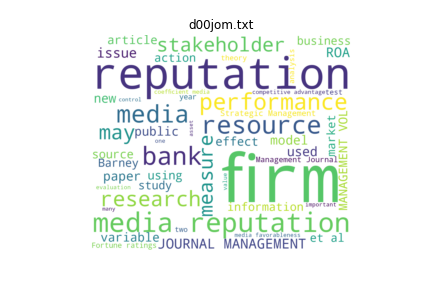 d00jom.txt
article
stakeholder
business
issue
action
theory
ROA
reputation
coefficient media
competitive advantage
test
new
control
year
performance
Strategic Management
media
may
public
resource
asset
effect
model
market
MANAGEMENT VOL
source
one
bank
used
Barney
measure
Management Journal
paper
using
firm
value
evaluation
research
study
information
important
many
media reputation
two
media favorableness
variable
JOURNAL MANAGEMENT
et al
Fortune ratings